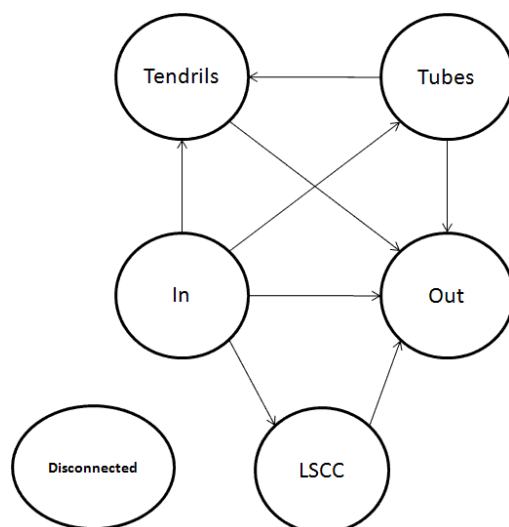 Tendrils
Tubes
In
Out
Disconnected
LSCC